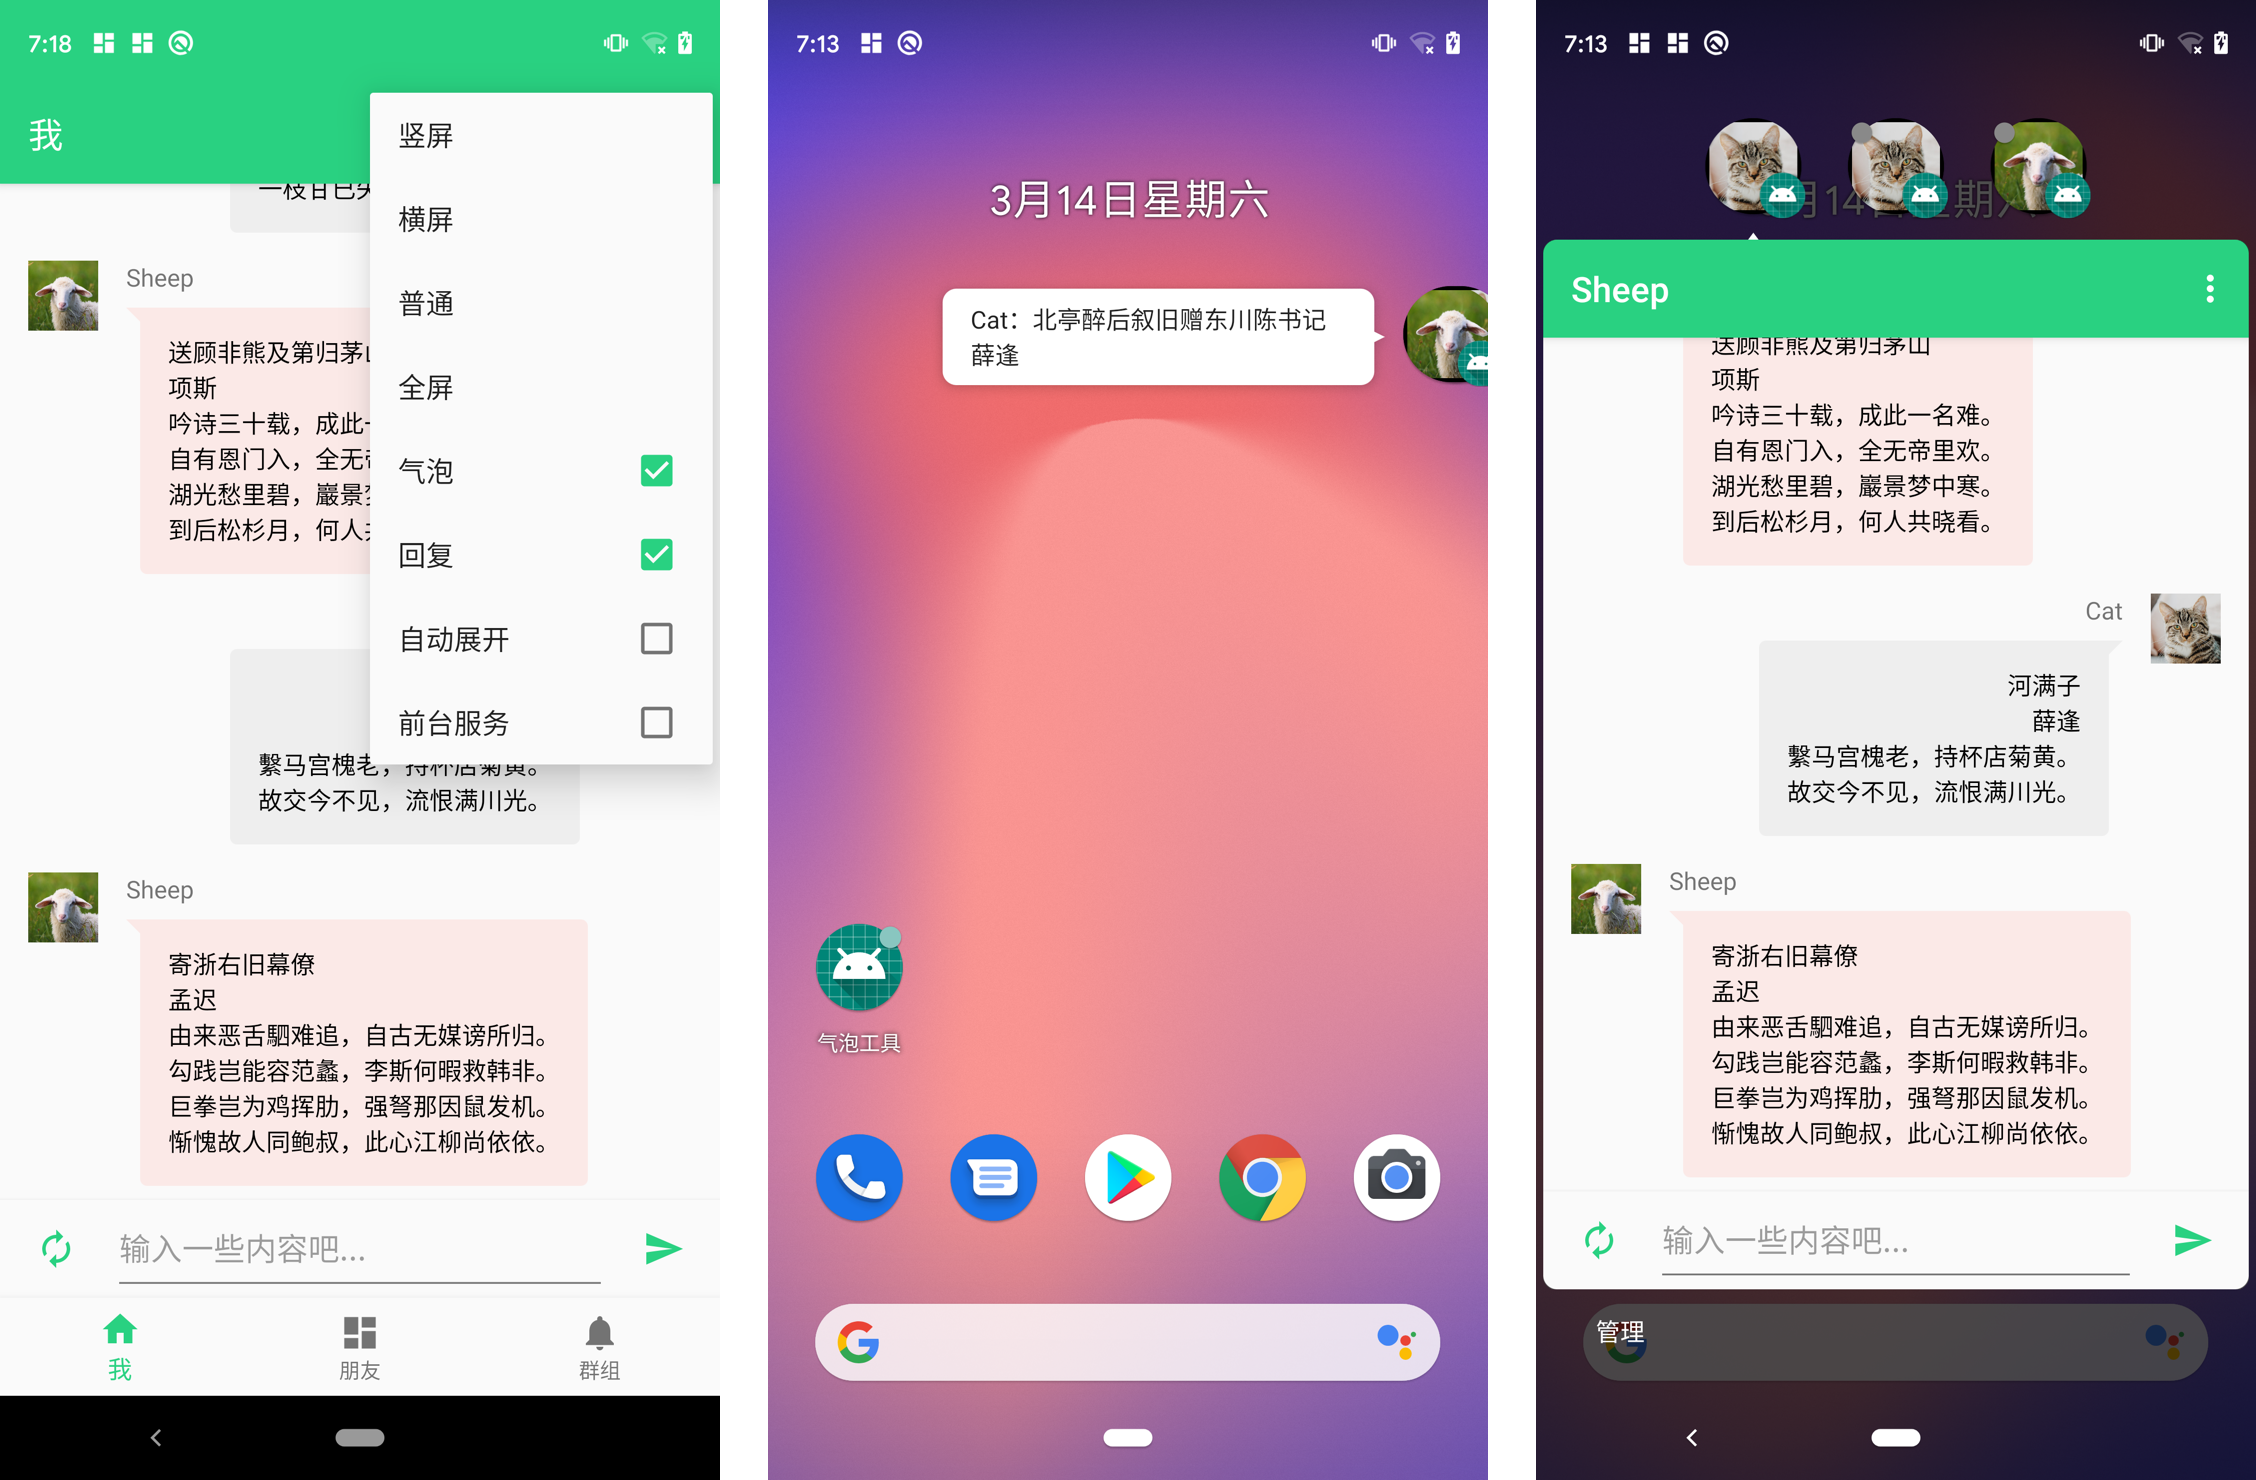 7:18
我
竖屏
横屏
普通
全屏
气泡
回复
自动展开
前台服务
一枝甘已
Sheep
送顾非熊及第归茅
项斯
吟诗三十载，成此
自有恩门入，全无
湖光愁里碧，巖景
到后松杉月，何人
繫马宫槐老，持杯店菊黄。
故交今不见，流恨满川光。
Sheep
寄浙右旧幕僚
孟迟
由来恶舌駟难追，自古无媒谤所归。
勾践岂能容范蠡，李斯何暇救韩非。
巨拳岂为鸡挥肋，强弩那因鼠发机。
惭愧故人同鲍叔，此心江柳尚依依。
输入一些内容吧...
我
朋友
群组
7:13
3月14日星期六
Cat：北亭醉后叙旧赠东川陈书记
薛逢
气泡工具
7:13
月14日星期
Sheep
送顾非熊及第归茅山
项斯
吟诗三十载，成此一名难。
自有恩门入，全无帝里欢。
湖光愁里碧，巖景梦中寒。
到后松杉月，何人共晓看。
Cat
河满子
薛逢
繫马宫槐老，持杯店菊黄。
故交今不见，流恨满川光。
Sheep
寄浙右旧幕僚
孟迟
由来恶舌駟难追，自古无媒谤所归。
勾践岂能容范蠡，李斯何暇救韩非。
巨拳岂为鸡挥肋，强弩那因鼠发机。
惭愧故人同鲍叔，此心江柳尚依依。
输入一些内容吧...
管理